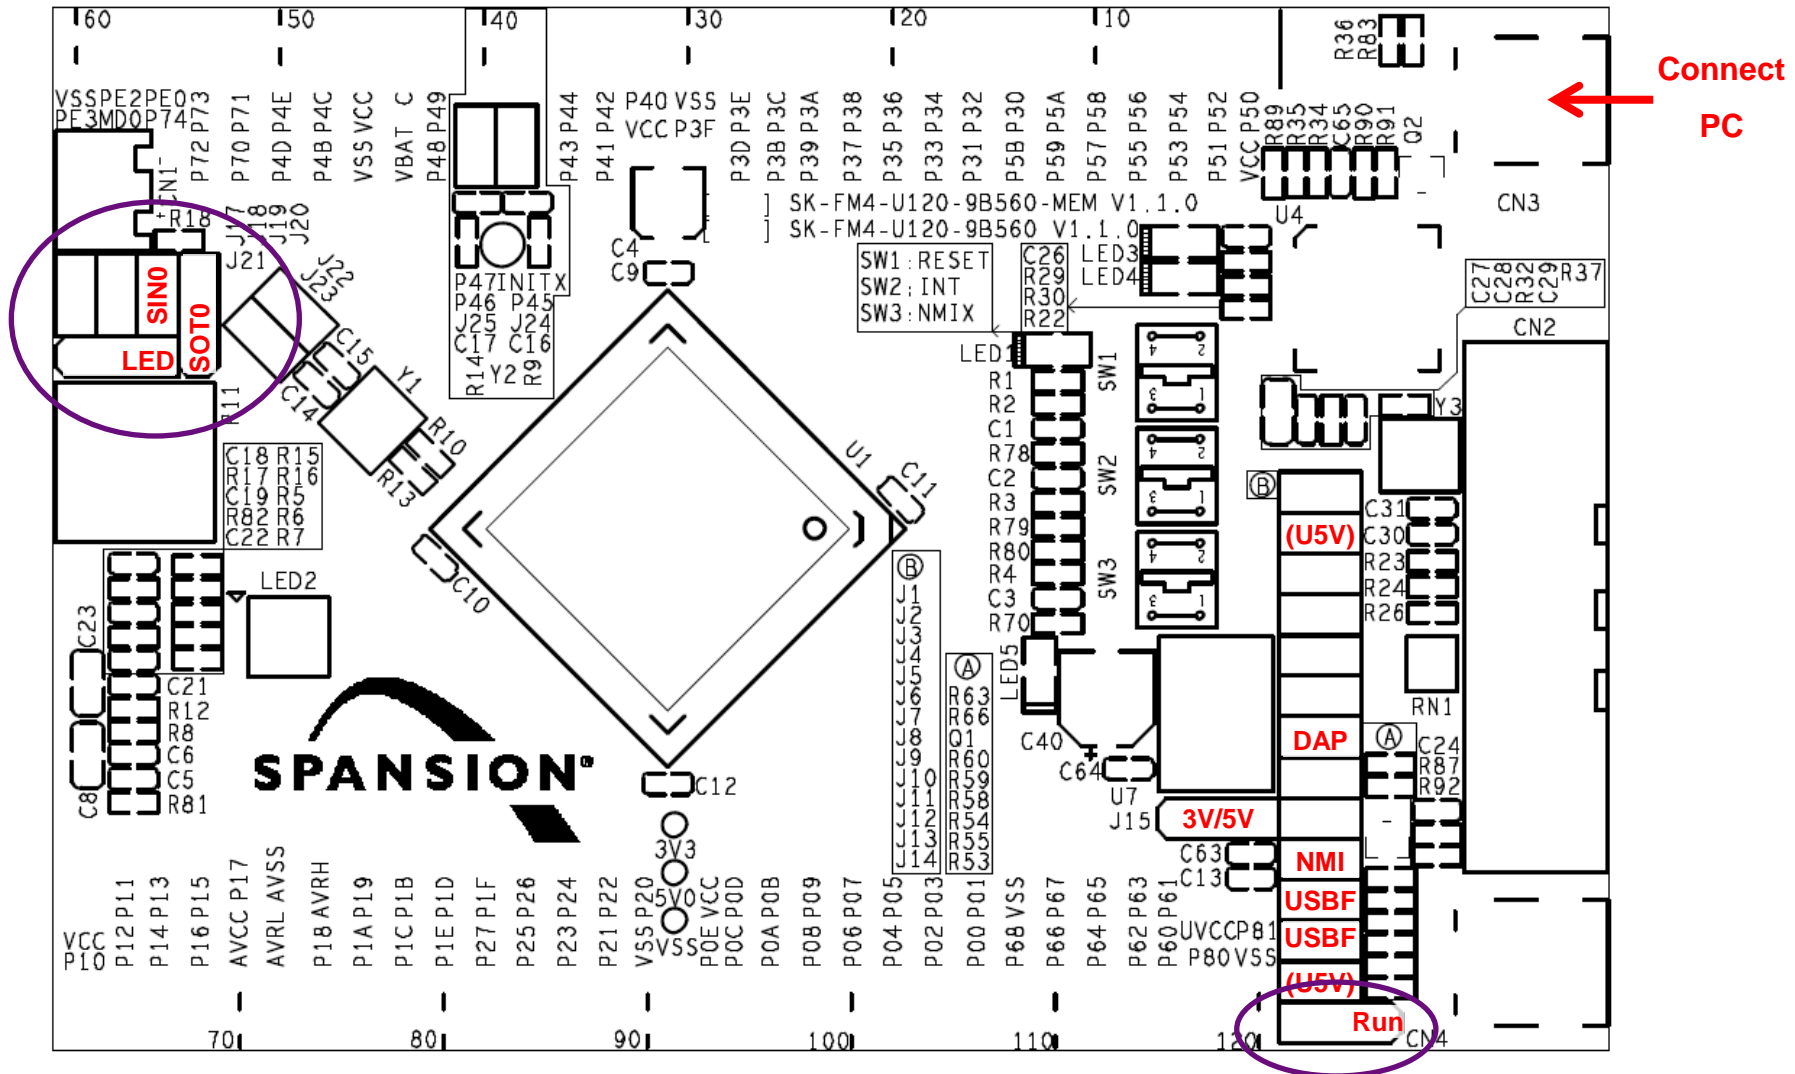 60 50 40 30 20 10
R36
R83
Connect
PC
VSSPE2PE0
PE3MD0P74
P72 P73
P70 P71
P4D P4E
P4B P4C
VSS VCC
VBAT C
P48 P49
P43 P44
P41 P42
P40 VSS
VCC P3F
P3D P3E
P3B P3C
P39 P3A
P37 P38
P35 P36
P33 P34
P31 P32
P5B P30
P59 P5A
P57 P58
P55 P56
P53 P54
P51 P52
VCC P50
R89
R35
R34
C65
R90
R91
Q2
CN1
R18
J17
J18
J19
J20
J21
J22
J23
SIN0
SOT0
LED
SK-FM4-U120-9B560-MEM V1.1.0
SK-FM4-U120-9B560 V1.1.0
U4
CN3
C4
C9
SW1:RESET
SW2:INT
SW3:NMIX
C26
R29
R30
R22
LED3
LED4
C27
C28
R32
C29
R37
CN2
P47INITX
P46 P45
J25 J24
C17 C16
R14
Y2
R9
C15
C14
Y1
R10
R13
U1
C11
C10
LED1
R1
R2
C1
R78
C2
R3
R79
R80
R4
C3
R70
SW1
2 4
1 3
SW2
2 4
1 3
SW3
2 4
1 3
Y3
C18 R15
R17 R16
C19 R5
R82 R6
C22 R7
B
(U5V)
C31
C30
R23
R24
R26
RN1
LED2
C23
C21
R12
R8
C6
C5
R81
C8
SPANSION®
C12
B
J1
J2
J3
J4
J5
J6
J7
J8
J9
J10
J11
J12
J13
J14
A
R63
R66
Q1
R60
R59
R58
R54
R55
R53
LED5
C40
C64
U7
J15
3V/5V
DAP
A
C24
R87
R92
C63
C13
NMI
USBF
USBF
(U5V)
Run
CN4
3V3
5V0
VSS
VCC
P10
P12 P11
P14 P13
P16 P15
AVCC P17
AVRL AVSS
P18 AVRH
P1A P19
P1C P1B
P1E P1D
P27 P1F
P25 P26
P23 P24
P21 P22
VSS P20
P0E VCC
P0C P0D
P0A P0B
P08 P09
P06 P07
P04 P05
P02 P03
P00 P01
P68 VSS
P66 P67
P64 P65
P62 P63
P60 P61
UVCCP81
P80VSS
70 80 90 100 110 120